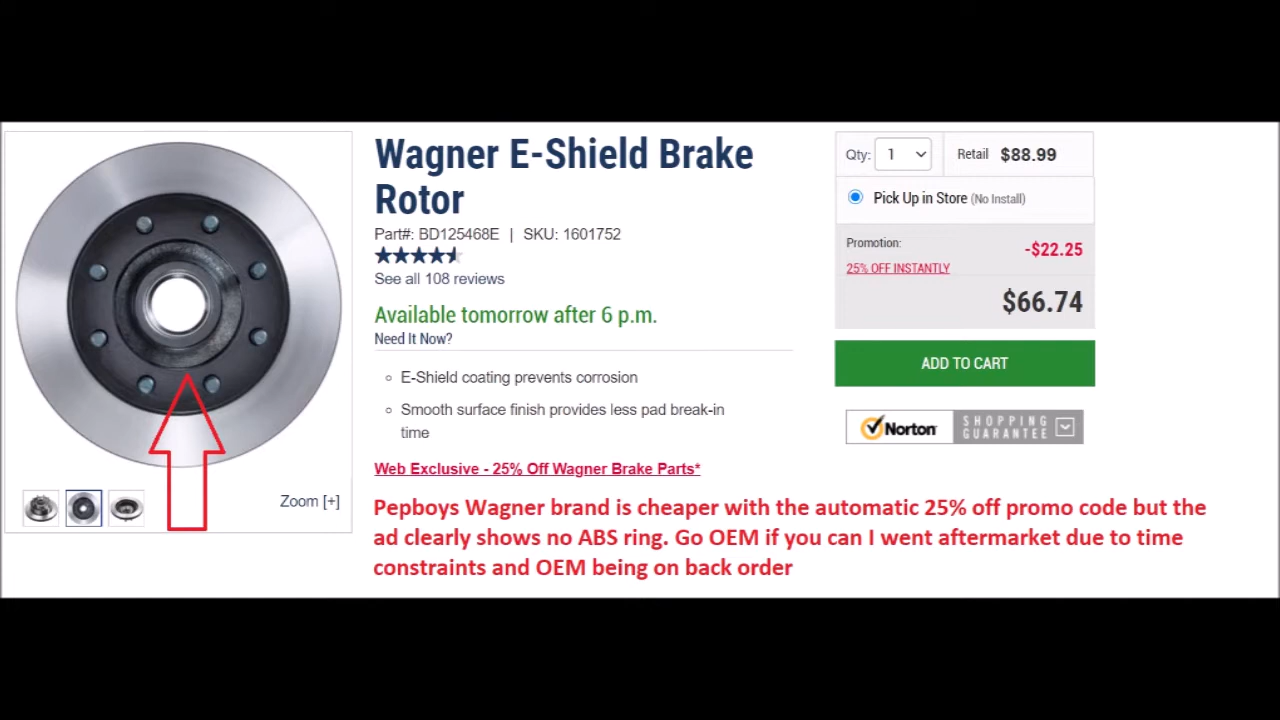 Wagner E-Shield Brake
Rotor
Part#: BD125468E | SKU: 1601752
See all 108 reviews
Available tomorrow after 6 p.m.
Need It Now?
E-Shield coating prevents corrosion
Smooth surface finish provides less pad break-in
time
Web Exclusive - 25% Off Wagner Brake Parts*
Zoom [+]
Qty: 1 Retail $88.99
Pick Up in Store (No Install)
Promotion: -$22.25
25% OFF INSTANTLY
$66.74
ADD TO CART
Norton SHOPPING
GUARANTEE
Pepboys Wagner brand is cheaper with the automatic 25% off promo code but the
ad clearly shows no ABS ring. Go OEM if you can I went aftermarket due to time
constraints and OEM being on back order